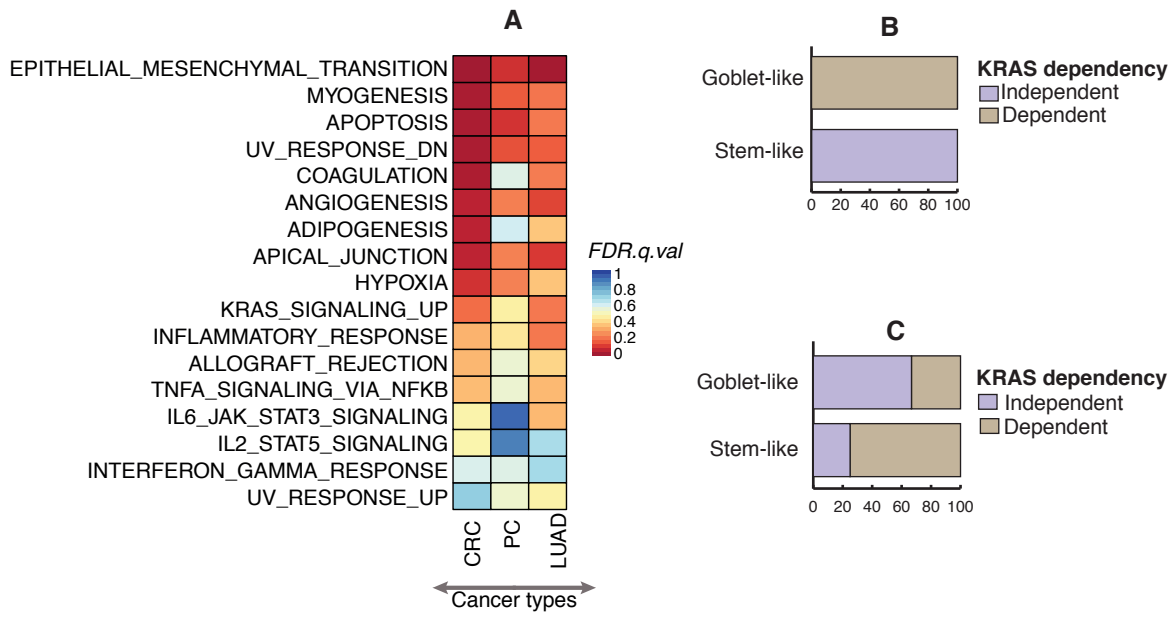 A
EPITHELIAL_MESENCHYMAL_TRANSITION
MYOGENESIS
APOPTOSIS
UV_RESPONSE_DN
COAGULATION
ANGIOGENESIS
ADIPOGENESIS
APICAL_JUNCTION
HYPOXIA
KRAS_SIGNALING_UP
INFLAMMATORY_RESPONSE
ALLOGRAFT_REJECTION
TNFA_SIGNALING_VIA_NFKB
IL6_JAK_STAT3_SIGNALING
IL2_STAT5_SIGNALING
INTERFERON_GAMMA_RESPONSE
UV_RESPONSE_UP
CRC
PC
LUAD
Cancer types
FDR.q.val
1
0.8
0.6
0.4
0.2
0
B
Goblet-like
Stem-like
0 20 40 60 80 100
KRAS dependency
Independent
Dependent
C
Goblet-like
Stem-like
0 20 40 60 80 100
KRAS dependency
Independent
Dependent